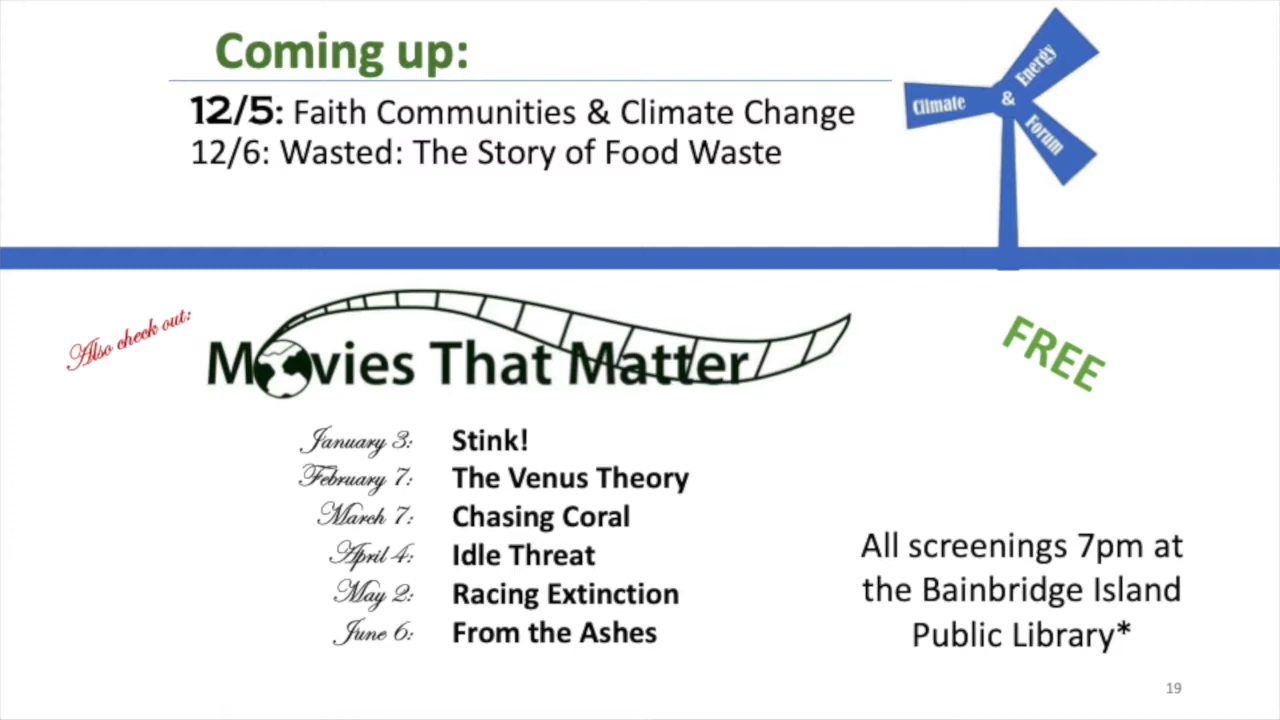 Coming up:
12/5: Faith Communities & Climate Change
12/6: Wasted: The Story of Food Waste
Climate & Energy Forum
Also check out:
Movies That Matter
FREE
January 3: Stink!
February 7: The Venus Theory
March 7: Chasing Coral
April 4: Idle Threat
May 2: Racing Extinction
June 6: From the Ashes
All screenings 7pm at
the Bainbridge Island
Public Library*
19